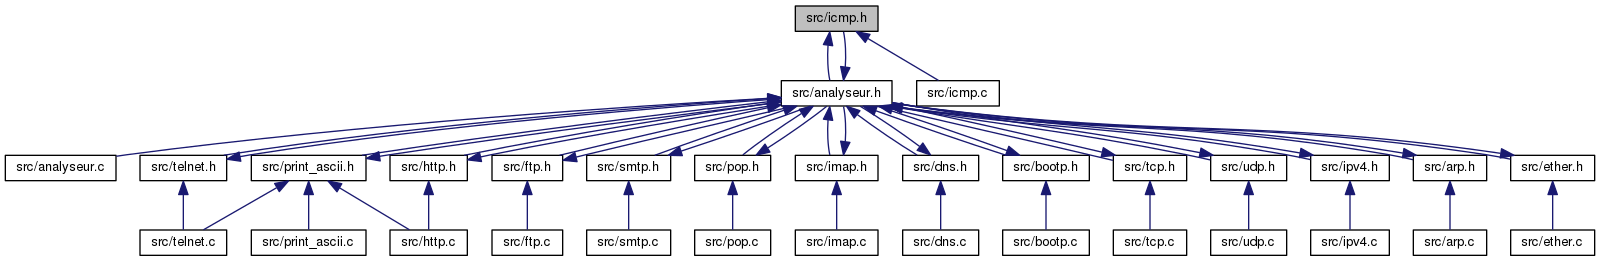 src/icmp.h
src/analyseur.h
src/icmp.c
src/analyseur.c
src/telnet.h
src/print_ascii.h
src/http.h
src/ftp.h
src/smtp.h
src/pop.h
src/imap.h
src/dns.h
src/bootp.h
src/tcp.h
src/udp.h
src/ipv4.h
src/arp.h
src/ether.h
src/telnet.c
src/print_ascii.c
src/http.c
src/ftp.c
src/smtp.c
src/pop.c
src/imap.c
src/dns.c
src/bootp.c
src/tcp.c
src/udp.c
src/ipv4.c
src/arp.c
src/ether.c